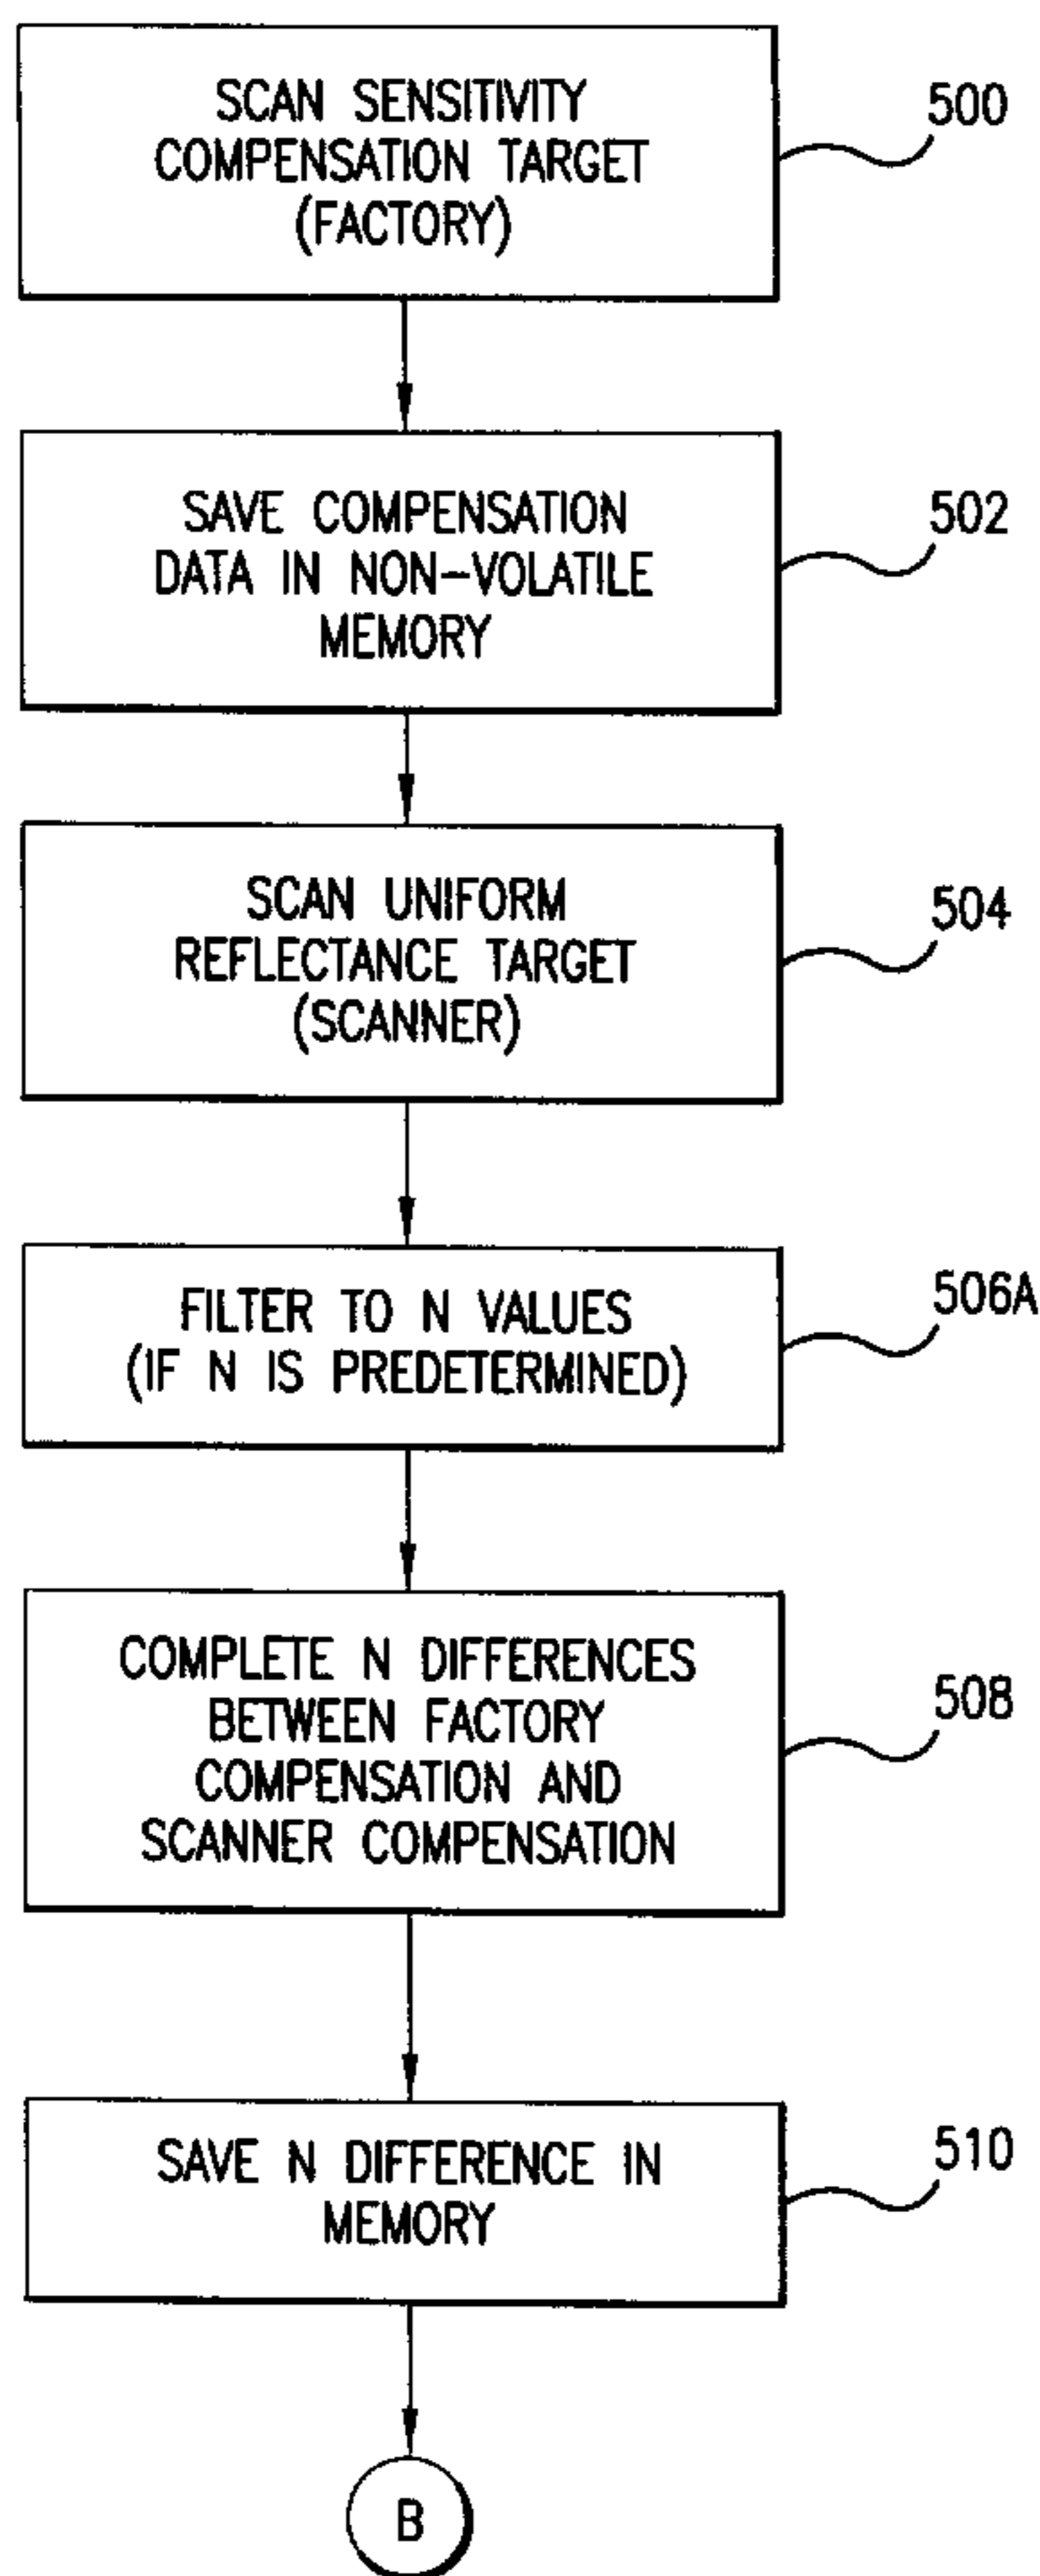 SCAN SENSITIVITY
COMPENSATION TARGET
(FACTORY)
500
SAVE COMPENSATION
DATA IN NON-VOLATILE
MEMORY
502
SCAN UNIFORM
REFLECTANCE TARGET
(SCANNER)
504
FILTER TO N VALUES
(IF N IS PREDETERMINED)
506A
COMPLETE N DIFFERENCES
BETWEEN FACTORY
COMPENSATION AND
SCANNER COMPENSATION
508
SAVE N DIFFERENCE IN
MEMORY
510
B